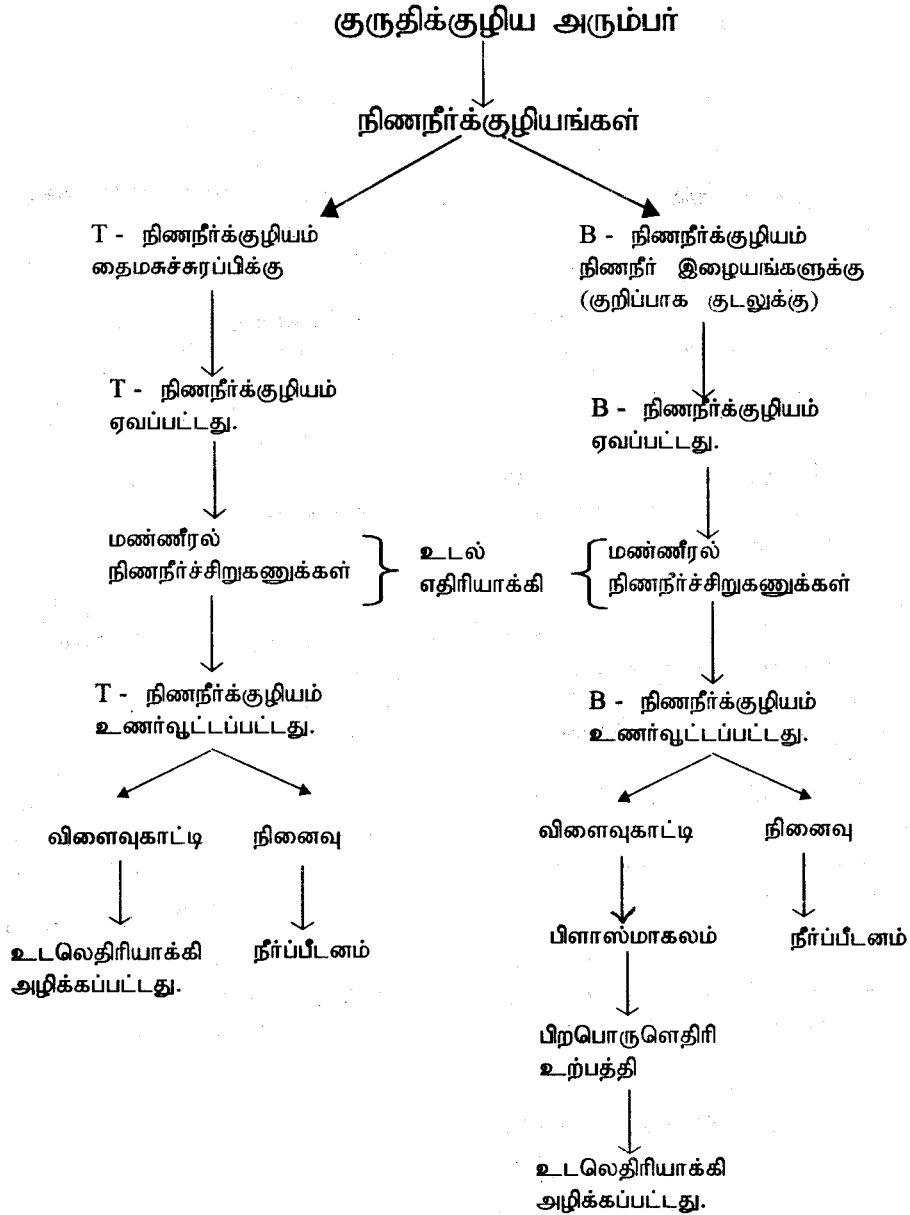 குருதிக்குழிய அரும்பர்
நிணநீர்க்குழியங்கள்
T - நிணநீர்க்குழியம்
தைமசுச்சுரப்பிக்கு
B - நிணநீர்க்குழியம்
நிணநீர் இழையங்களுக்கு
(குறிப்பாக குடலுக்கு)
T - நிணநீர்க்குழியம்
ஏவப்பட்டது.
B - நிணநீர்க்குழியம்
ஏவப்பட்டது.
மண்ணீரல்
நிணநீர்ச்சிறுகணுக்கள்
உடல்
எதிரியாக்கி
மண்ணீரல்
நிணநீர்ச்சிறுகணுக்கள்
T - நிணநீர்க்குழியம்
உணர்வூட்டப்பட்டது.
B - நிணநீர்க்குழியம்
உணர்வூட்டப்பட்டது.
விளைவுகாட்டி
நினைவு
விளைவுகாட்டி
நினைவு
உடலெதிரியாக்கி
அழிக்கப்பட்டது.
நீர்ப்பீடனம்
பிளாஸ்மாகலம்
நீர்ப்பீடனம்
பிறபொருளெதிரி
உற்பத்தி
உடலெதிரியாக்கி
அழிக்கப்பட்டது.